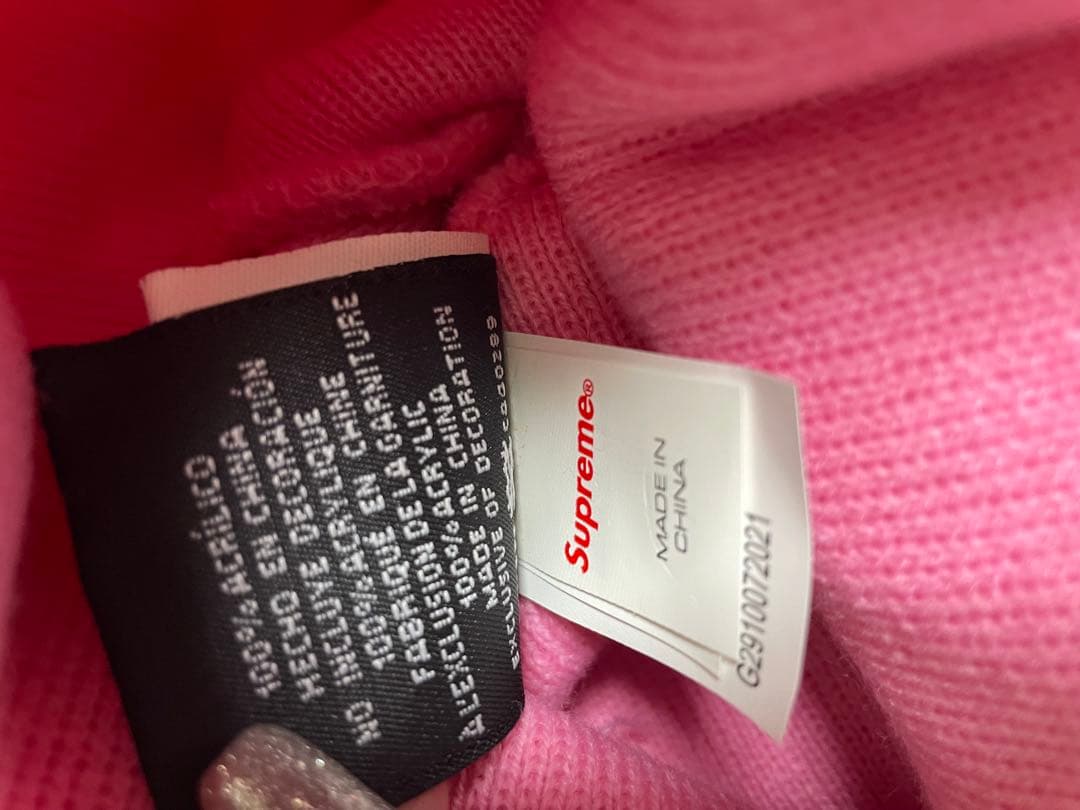 100% ACRÍLICO
HECHO EN CHINA
NO INCLUYE DECORACIÓN
100% ACRYLIQUE
FABRIQUÉ EN CHINE
À L'EXCLUSION DE LA GARNITURE
100% ACRYLIC
MADE IN CHINA
EXCLUSIVE OF DECORATION
Supreme®
MADE IN
CHINA
G2910072021